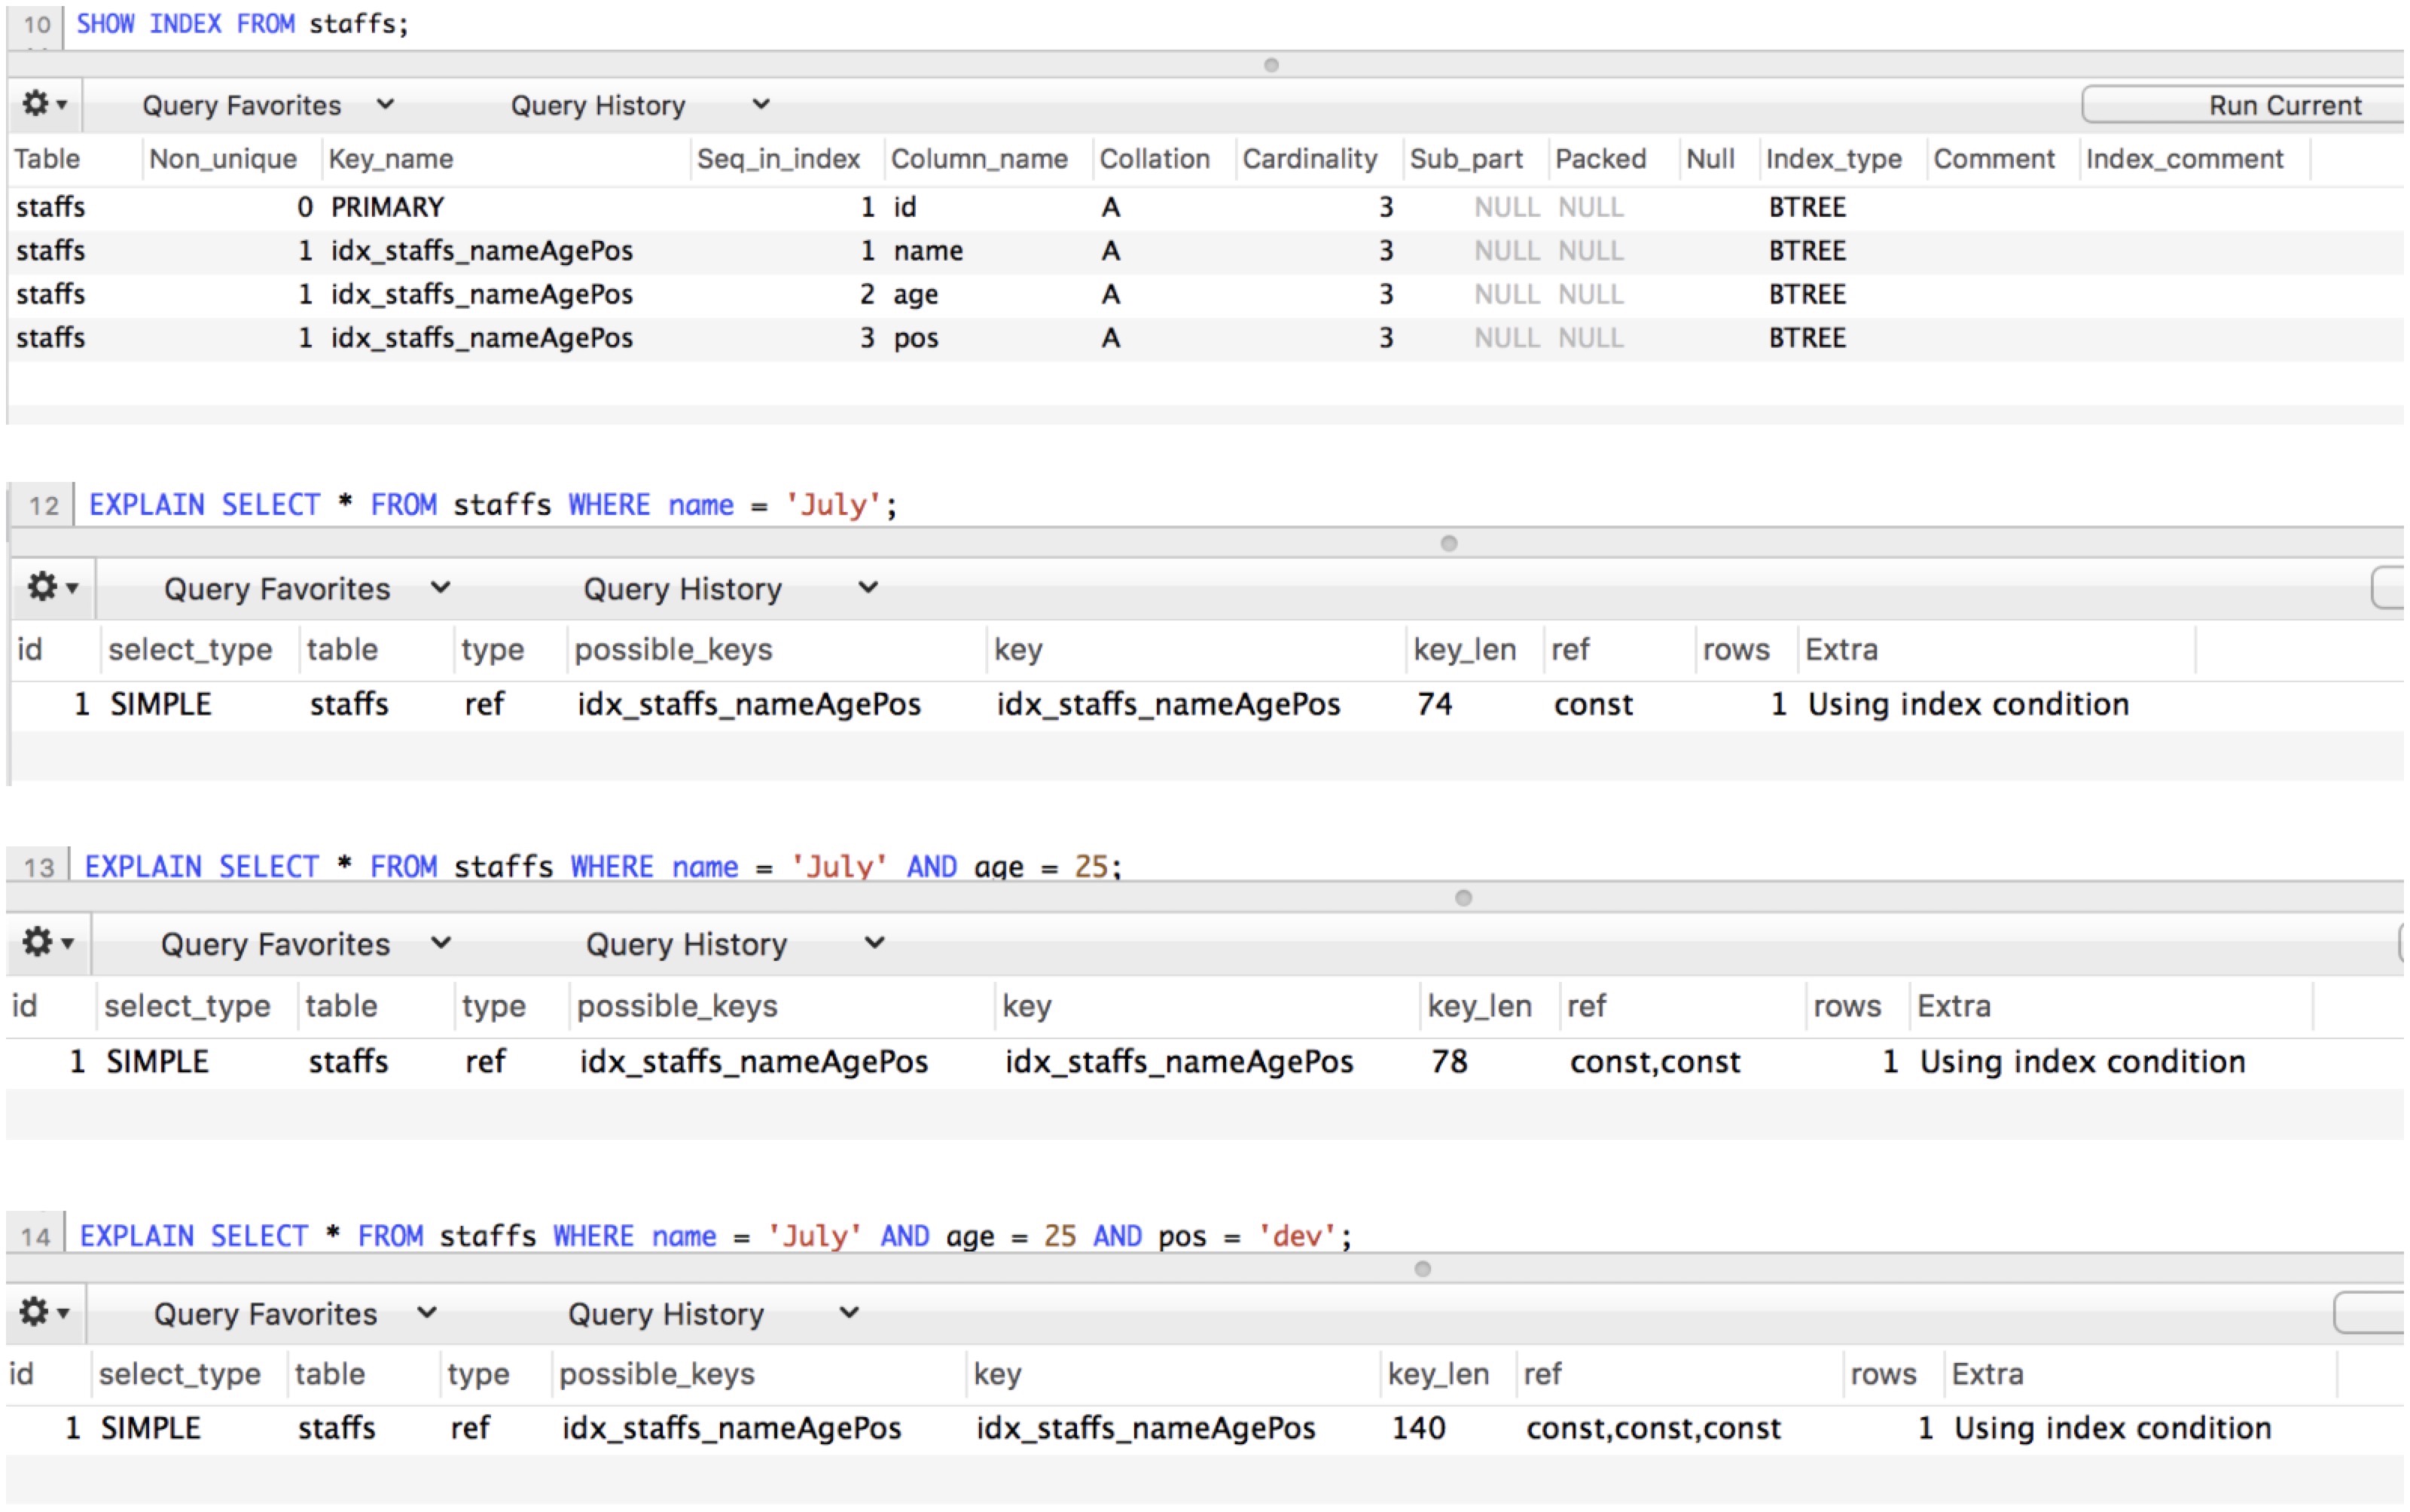 10 SHOW INDEX FROM staffs;
Query Favorites Query History Run Current
Table Non_unique Key_name Seq_in_index Column_name Collation Cardinality Sub_part Packed Null Index_type Comment Index_comment
staffs 0 PRIMARY 1 id A 3 NULL NULL BTREE
staffs 1 idx_staffs_nameAgePos 1 name A 3 NULL NULL BTREE
staffs 1 idx_staffs_nameAgePos 2 age A 3 NULL NULL BTREE
staffs 1 idx_staffs_nameAgePos 3 pos A 3 NULL NULL BTREE
12 EXPLAIN SELECT * FROM staffs WHERE name = 'July';
Query Favorites Query History
id select_type table type possible_keys key key_len ref rows Extra
1 SIMPLE staffs ref idx_staffs_nameAgePos idx_staffs_nameAgePos 74 const 1 Using index condition
13 EXPLAIN SELECT * FROM staffs WHERE name = 'July' AND age = 25;
Query Favorites Query History
id select_type table type possible_keys key key_len ref rows Extra
1 SIMPLE staffs ref idx_staffs_nameAgePos idx_staffs_nameAgePos 78 const,const 1 Using index condition
14 EXPLAIN SELECT * FROM staffs WHERE name = 'July' AND age = 25 AND pos = 'dev';
Query Favorites Query History
id select_type table type possible_keys key key_len ref rows Extra
1 SIMPLE staffs ref idx_staffs_nameAgePos idx_staffs_nameAgePos 140 const,const,const 1 Using index condition